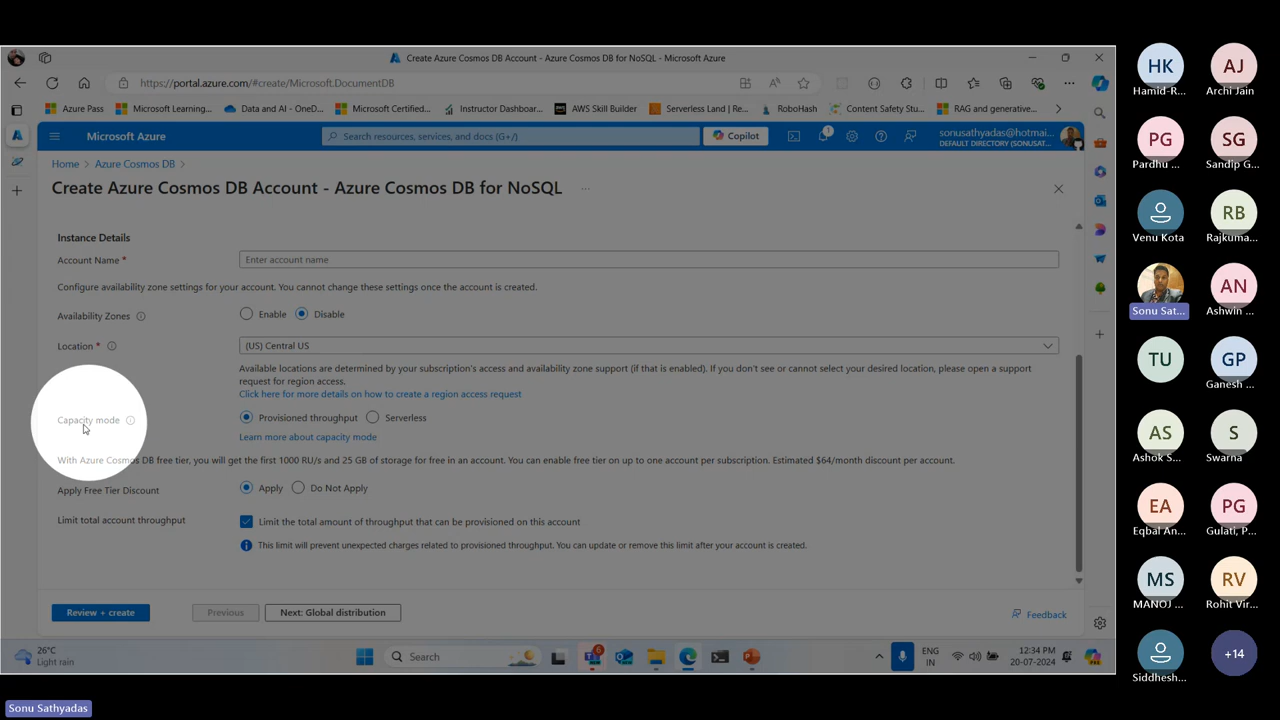 Create Azure Cosmos DB Account - Azure Cosmos DB for NoSQL - Microsoft Azure
https://portal.azure.com/#create/Microsoft.DocumentDB
Azure Pass
Microsoft Learning...
Data and AI - OneD...
Microsoft Certified...
Instructor Dashboar...
AWS Skill Builder
Serverless Land | Re...
RoboHash
Content Safety Stu...
RAG and generative...
Microsoft Azure
Search resources, services, and docs (G+/)
Copilot
1
sonusathyadas@hotmai...
DEFAULT DIRECTORY (SONUSAT...
Home > Azure Cosmos DB >
Create Azure Cosmos DB Account - Azure Cosmos DB for NoSQL ...
Instance Details
Account Name *
Enter account name
Configure availability zone settings for your account. You cannot change these settings once the account is created.
Availability Zones
Enable
Disable
Location *
(US) Central US
Available locations are determined by your subscription's access and availability zone support (if that is enabled). If you don't see or cannot select your desired location, please open a support
request for region access.
Click here for more details on how to create a region access request
Capacity mode
Provisioned throughput
Serverless
Learn more about capacity mode
With Azure Cosmos DB free tier, you will get the first 1000 RU/s and 25 GB of storage for free in an account. You can enable free tier on up to one account per subscription. Estimated $64/month discount per account.
Apply Free Tier Discount
Apply
Do Not Apply
Limit total account throughput
Limit the total amount of throughput that can be provisioned on this account
This limit will prevent unexpected charges related to provisioned throughput. You can update or remove this limit after your account is created.
Review + create
Previous
Next: Global distribution
Feedback
26°C
Light rain
Search
6
ENG
IN
12:34 PM
20-07-2024
Sonu Sathyadas
HK
Hamid-R...
AJ
Archi Jain
PG
Pardhu ...
SG
Sandip G...
Venu Kota
RB
Rajkuma...
Sonu Sat...
AN
Ashwin ...
TU
GP
Ganesh ...
AS
Ashok S...
S
Swarna
EA
Eqbal An...
PG
Gulati, P...
MS
MANOJ ...
RV
Rohit Vir...
Siddhesh...
+14